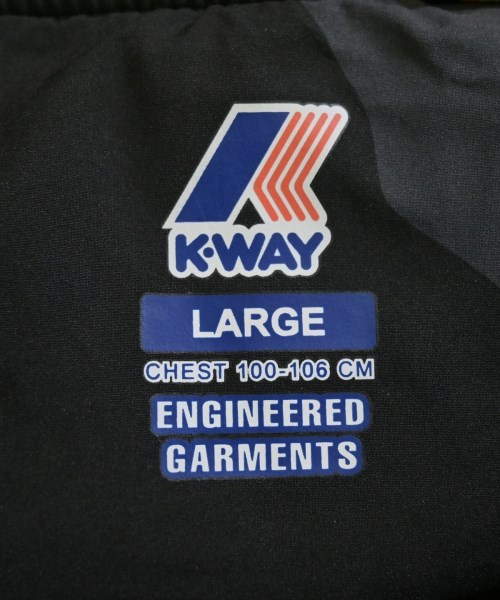 K·WAY
LARGE
CHEST 100-106 CM
ENGINEERED
GARMENTS